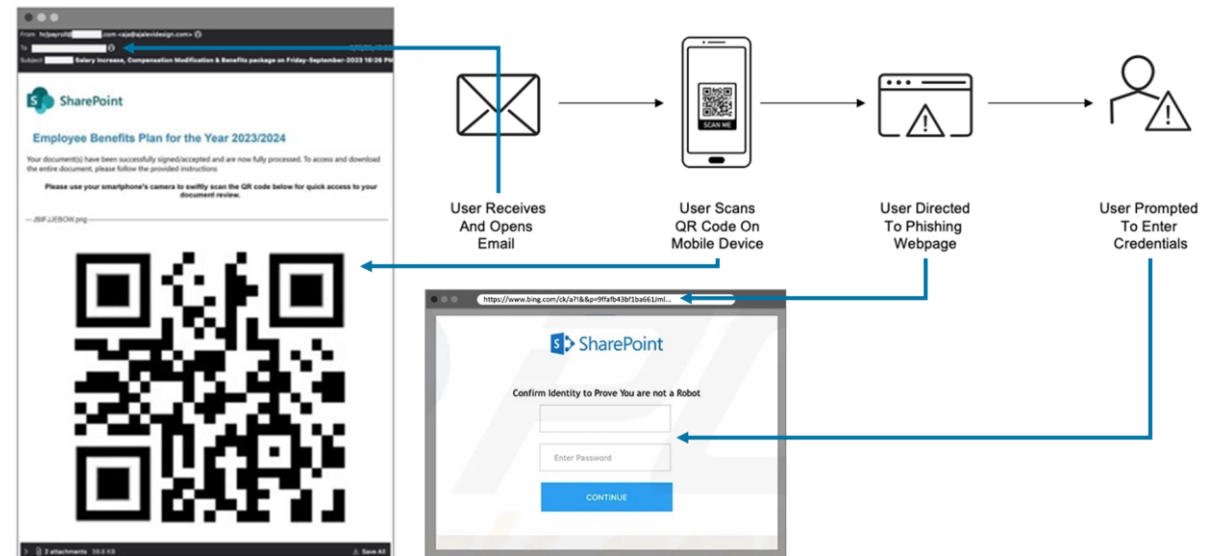 From hr/payroll@ .com <aja@ajalevidesign.com>
To
Subject Salary Increase, Compensation Modification & Benefits package on Friday-September-2023 16:26 PM
SharePoint
Employee Benefits Plan for the Year 2023/2024
Your document(s) have been successfully signed/accepted and are now fully processed. To access and download
the entire document, please follow the provided instructions
Please use your smartphone's camera to swiftly scan the QR code below for quick access to your
document review.
2 attachments 38.8 KB
Save All
SCAN ME
User Receives
And Opens
Email
User Scans
QR Code On
Mobile Device
User Directed
To Phishing
Webpage
User Prompted
To Enter
Credentials
https://www.bing.com/ck/a?!&&p=9ffafb43bf1ba661Jml...
SharePoint
Confirm Identity to Prove You are not a Robot
Enter Password
CONTINUE